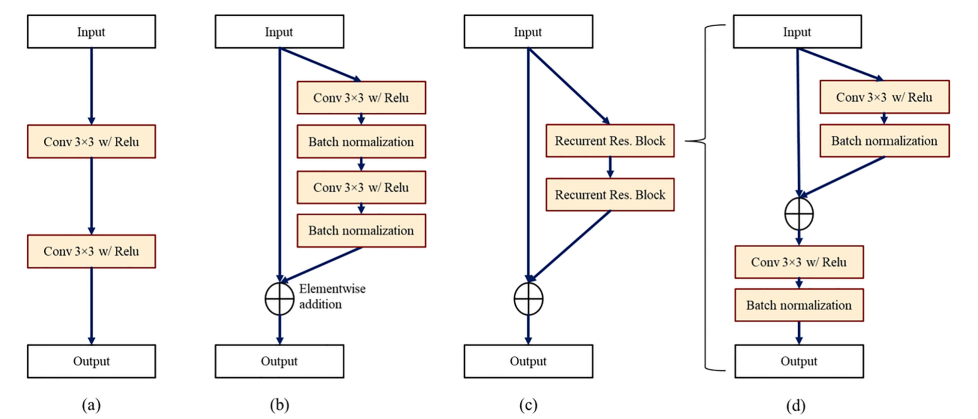 Input
Conv 3×3 w/ Relu
Conv 3×3 w/ Relu
Output
(a)
Input
Conv 3×3 w/ Relu
Batch normalization
Conv 3×3 w/ Relu
Batch normalization
Elementwise
addition
Output
(b)
Input
Recurrent Res. Block
Recurrent Res. Block
Output
(c)
Input
Conv 3×3 w/ Relu
Batch normalization
Conv 3×3 w/ Relu
Batch normalization
Output
(d)